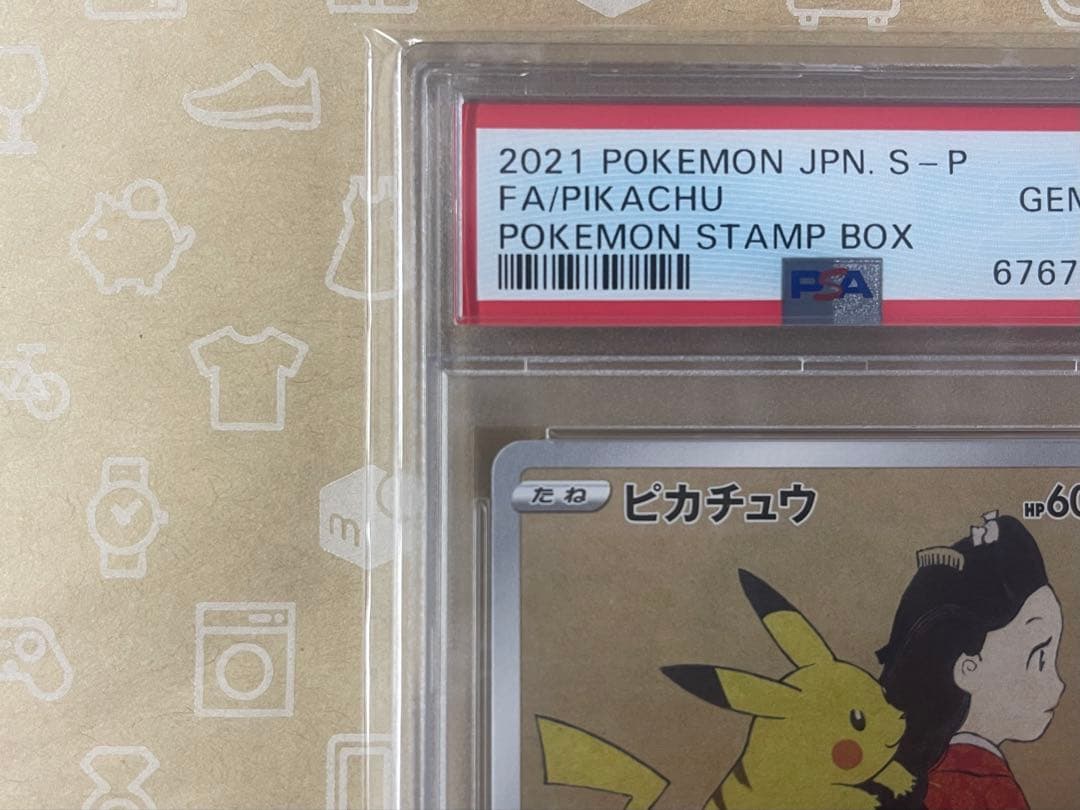 2021 POKEMON JPN. S-P
FA/PIKACHU GEM
POKEMON STAMP BOX
PSA 6767
たね ピカチュウ HP60
m